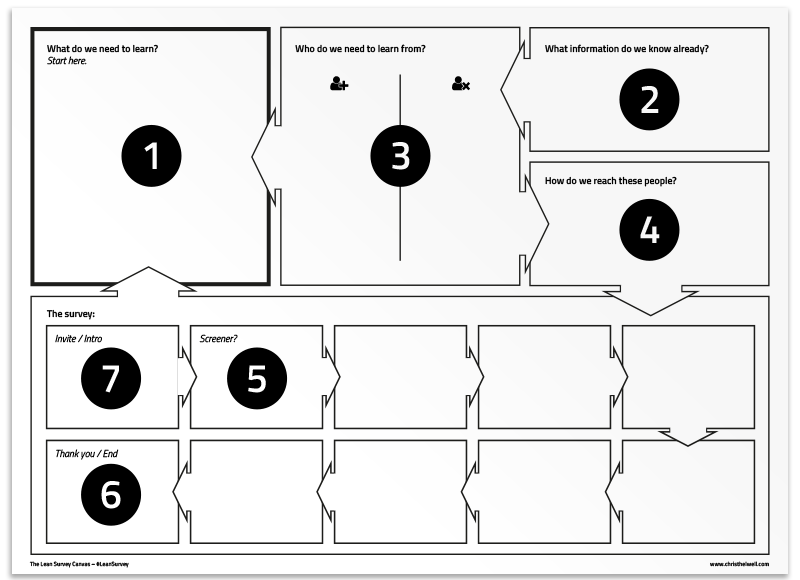 What do we need to learn?
Start here.
1
Who do we need to learn from?
3
What information do we know already?
2
How do we reach these people?
4
The survey:
Invite / Intro
7
Screener?
5
Thank you / End
6
The Lean Survey Canvas – @LeanSurvey
www.christhelwell.com